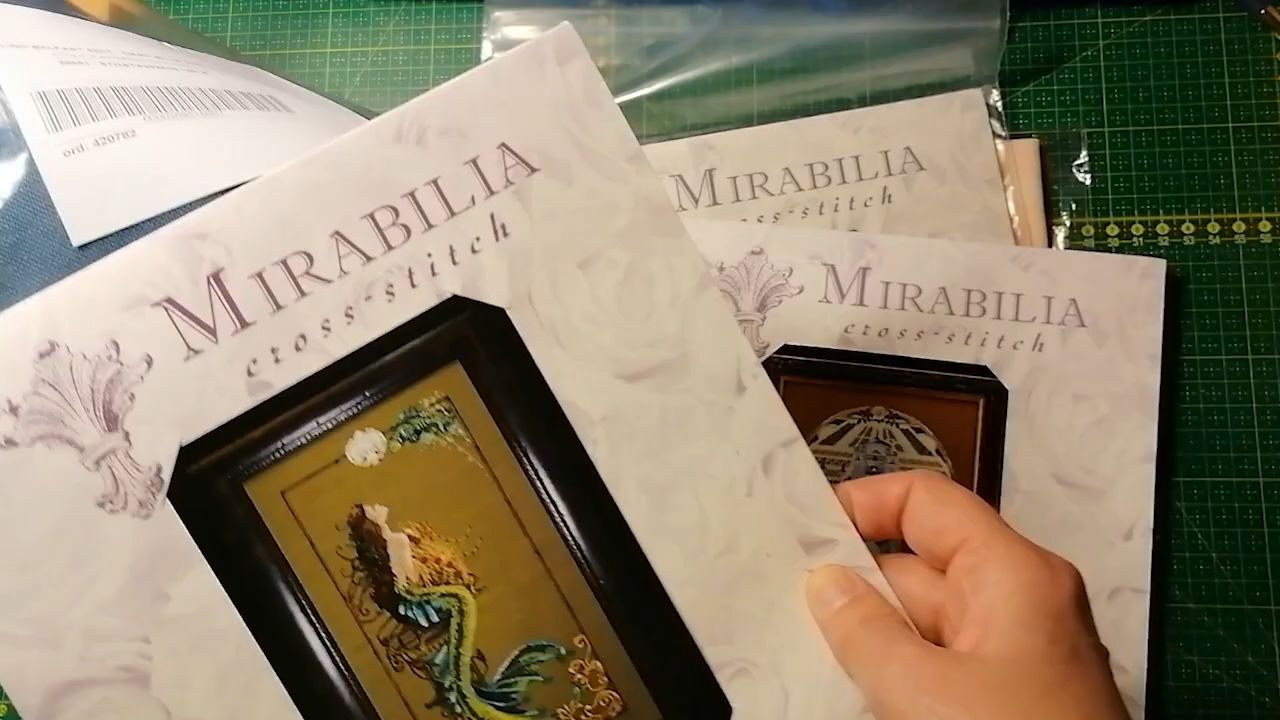 ord: 420782
MIRABILIA
cross-stitch
MIRABILIA
cross-stitch
MIRABILIA
cross-stitch
50 51 52 53 54 55 56